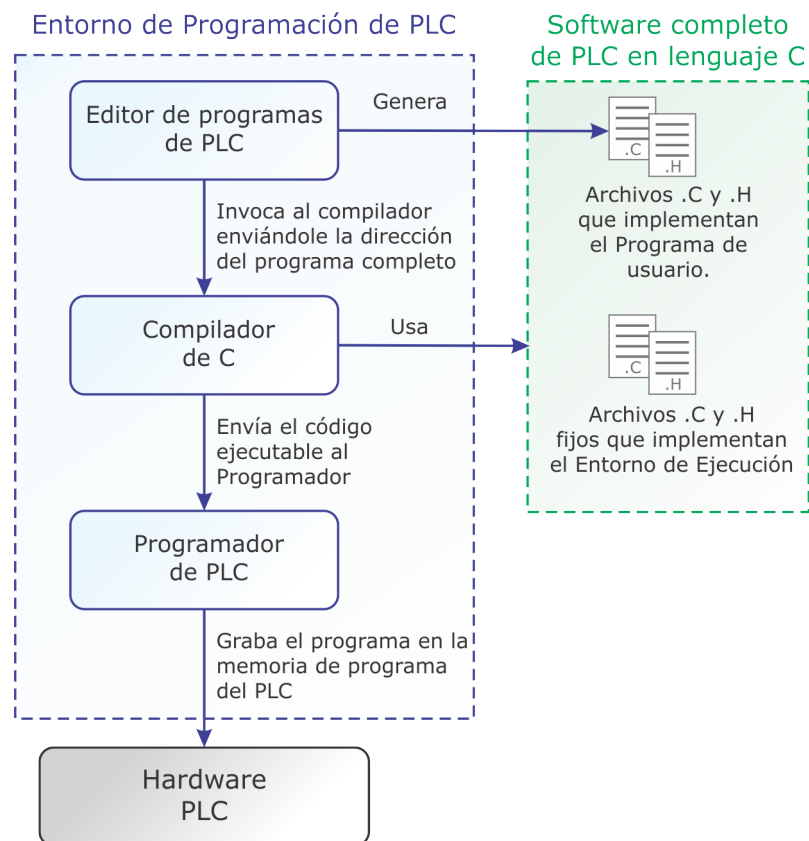 Entorno de Programación de PLC
Software completo
de PLC en lenguaje C
Editor de programas
de PLC
Genera
.C
.H
Archivos .C y .H
que implementan
el Programa de
usuario.
Invoca al compilador
enviándole la dirección
del programa completo
Compilador
de C
Usa
.C
.H
Archivos .C y .H
fijos que implementan
el Entorno de Ejecución
Envía el código
ejecutable al
Programador
Programador
de PLC
Graba el programa en la
memoria de programa
del PLC
Hardware
PLC